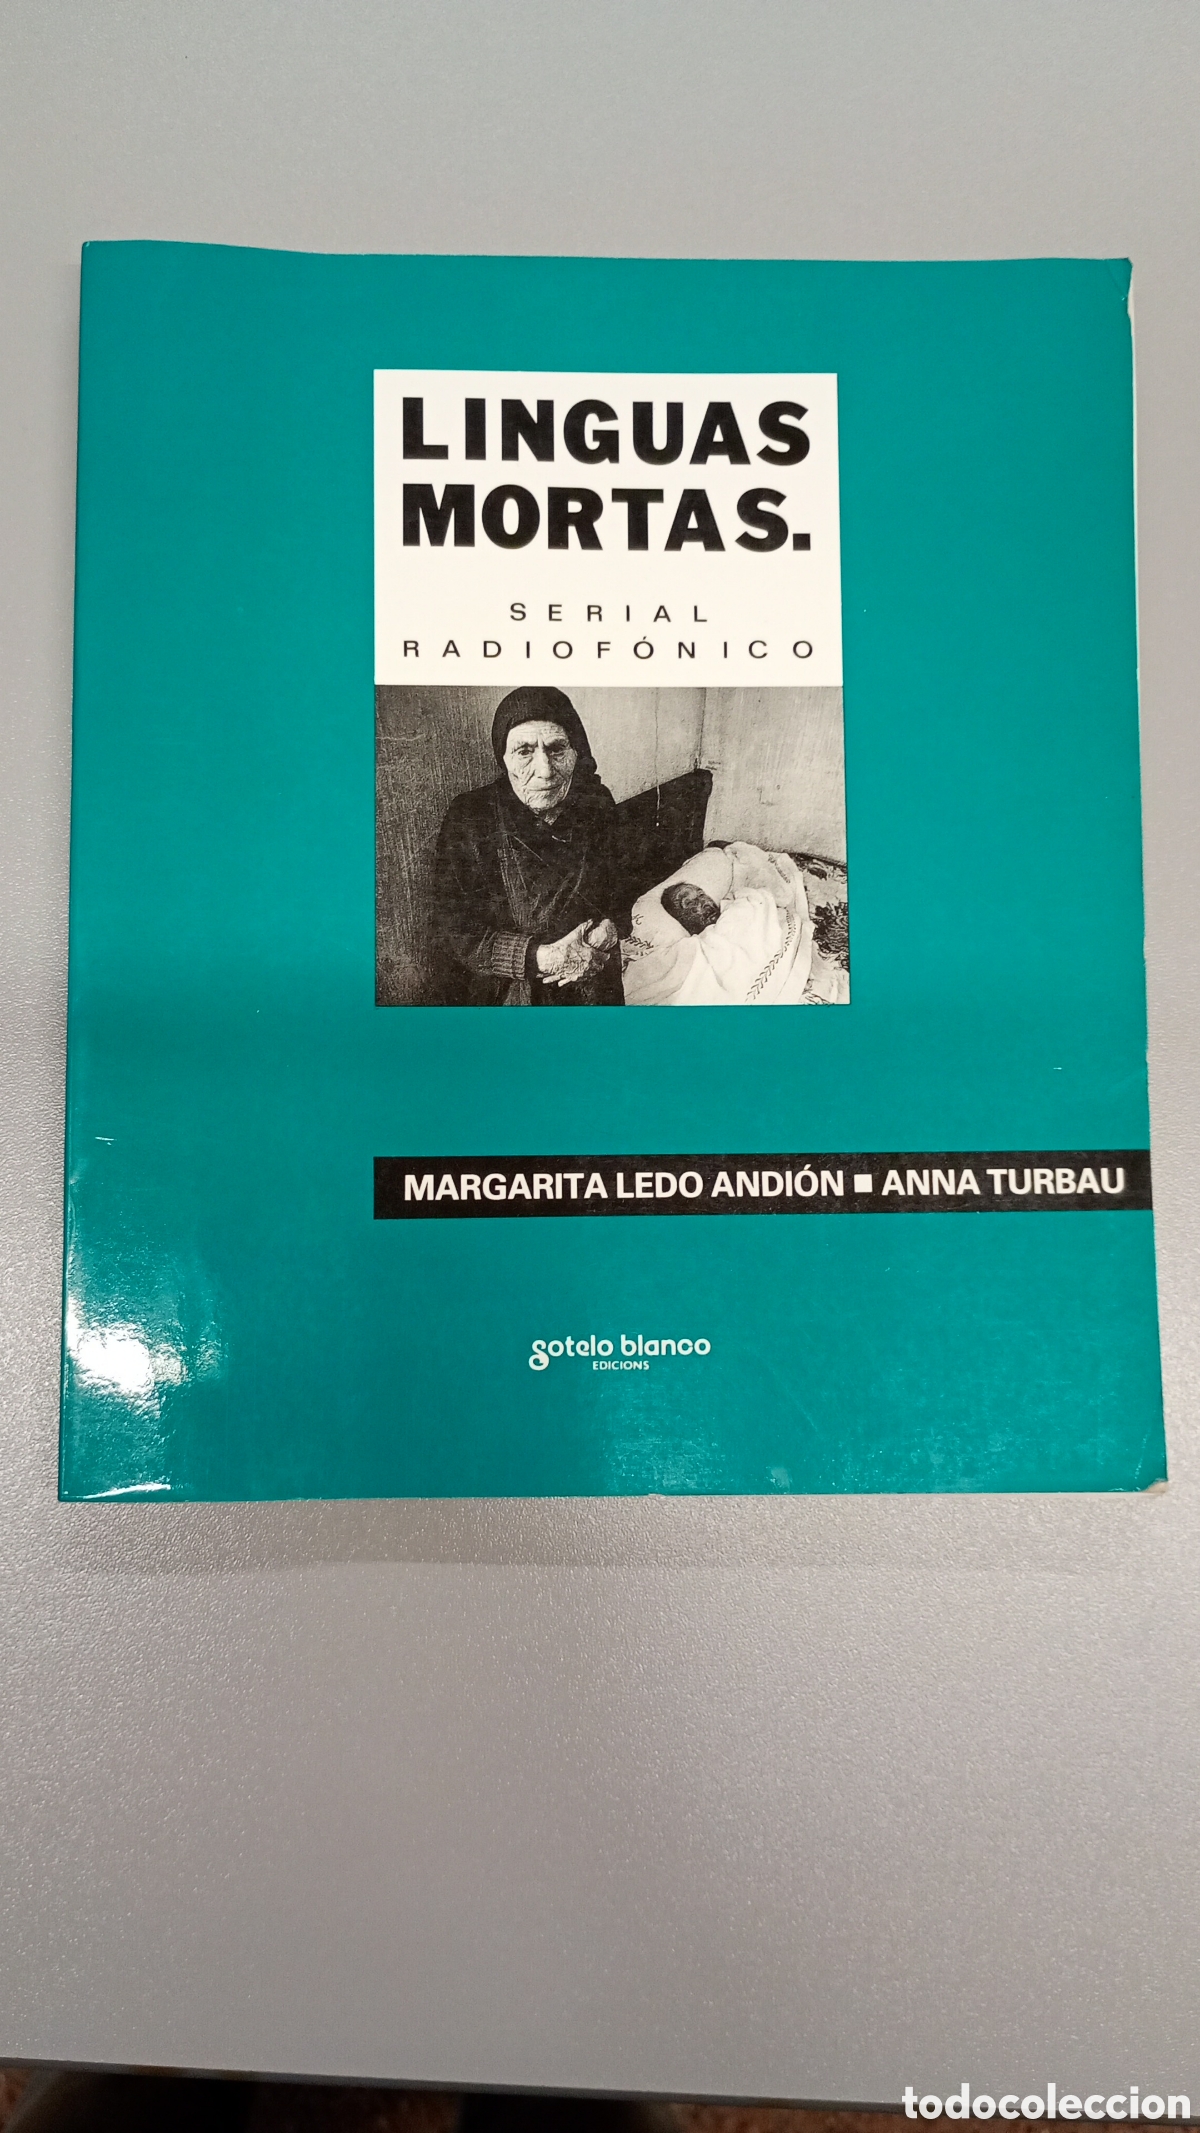 LINGUAS
MORTAS.
SERIAL
RADIOFÓNICO
MARGARITA LEDO ANDIÓN ■ ANNA TURBAU
sotelo blanco
EDICIONS
todocoleccion